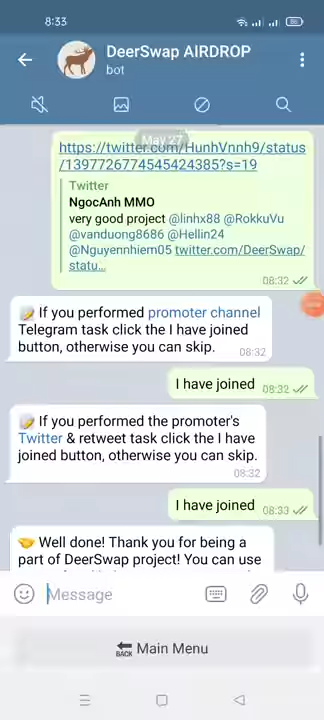 8:33
DeerSwap AIRDROP
bot
May 27
https://twitter.com/HunhVnnh9/status
/1397726774545424385?s=19
Twitter
NgocAnh MMO
very good project @linhx88 @RokkuVu
@vanduong8686 @Hellin24
@Nguyennhiem05 twitter.com/DeerSwap/
statu...
08:32
If you performed promoter channel
Telegram task click the I have joined
button, otherwise you can skip.
08:32
I have joined
08:32
If you performed the promoter's
Twitter & retweet task click the I have
joined button, otherwise you can skip.
08:32
I have joined
08:33
Well done! Thank you for being a
part of DeerSwap project! You can use
Message
BACK Main Menu